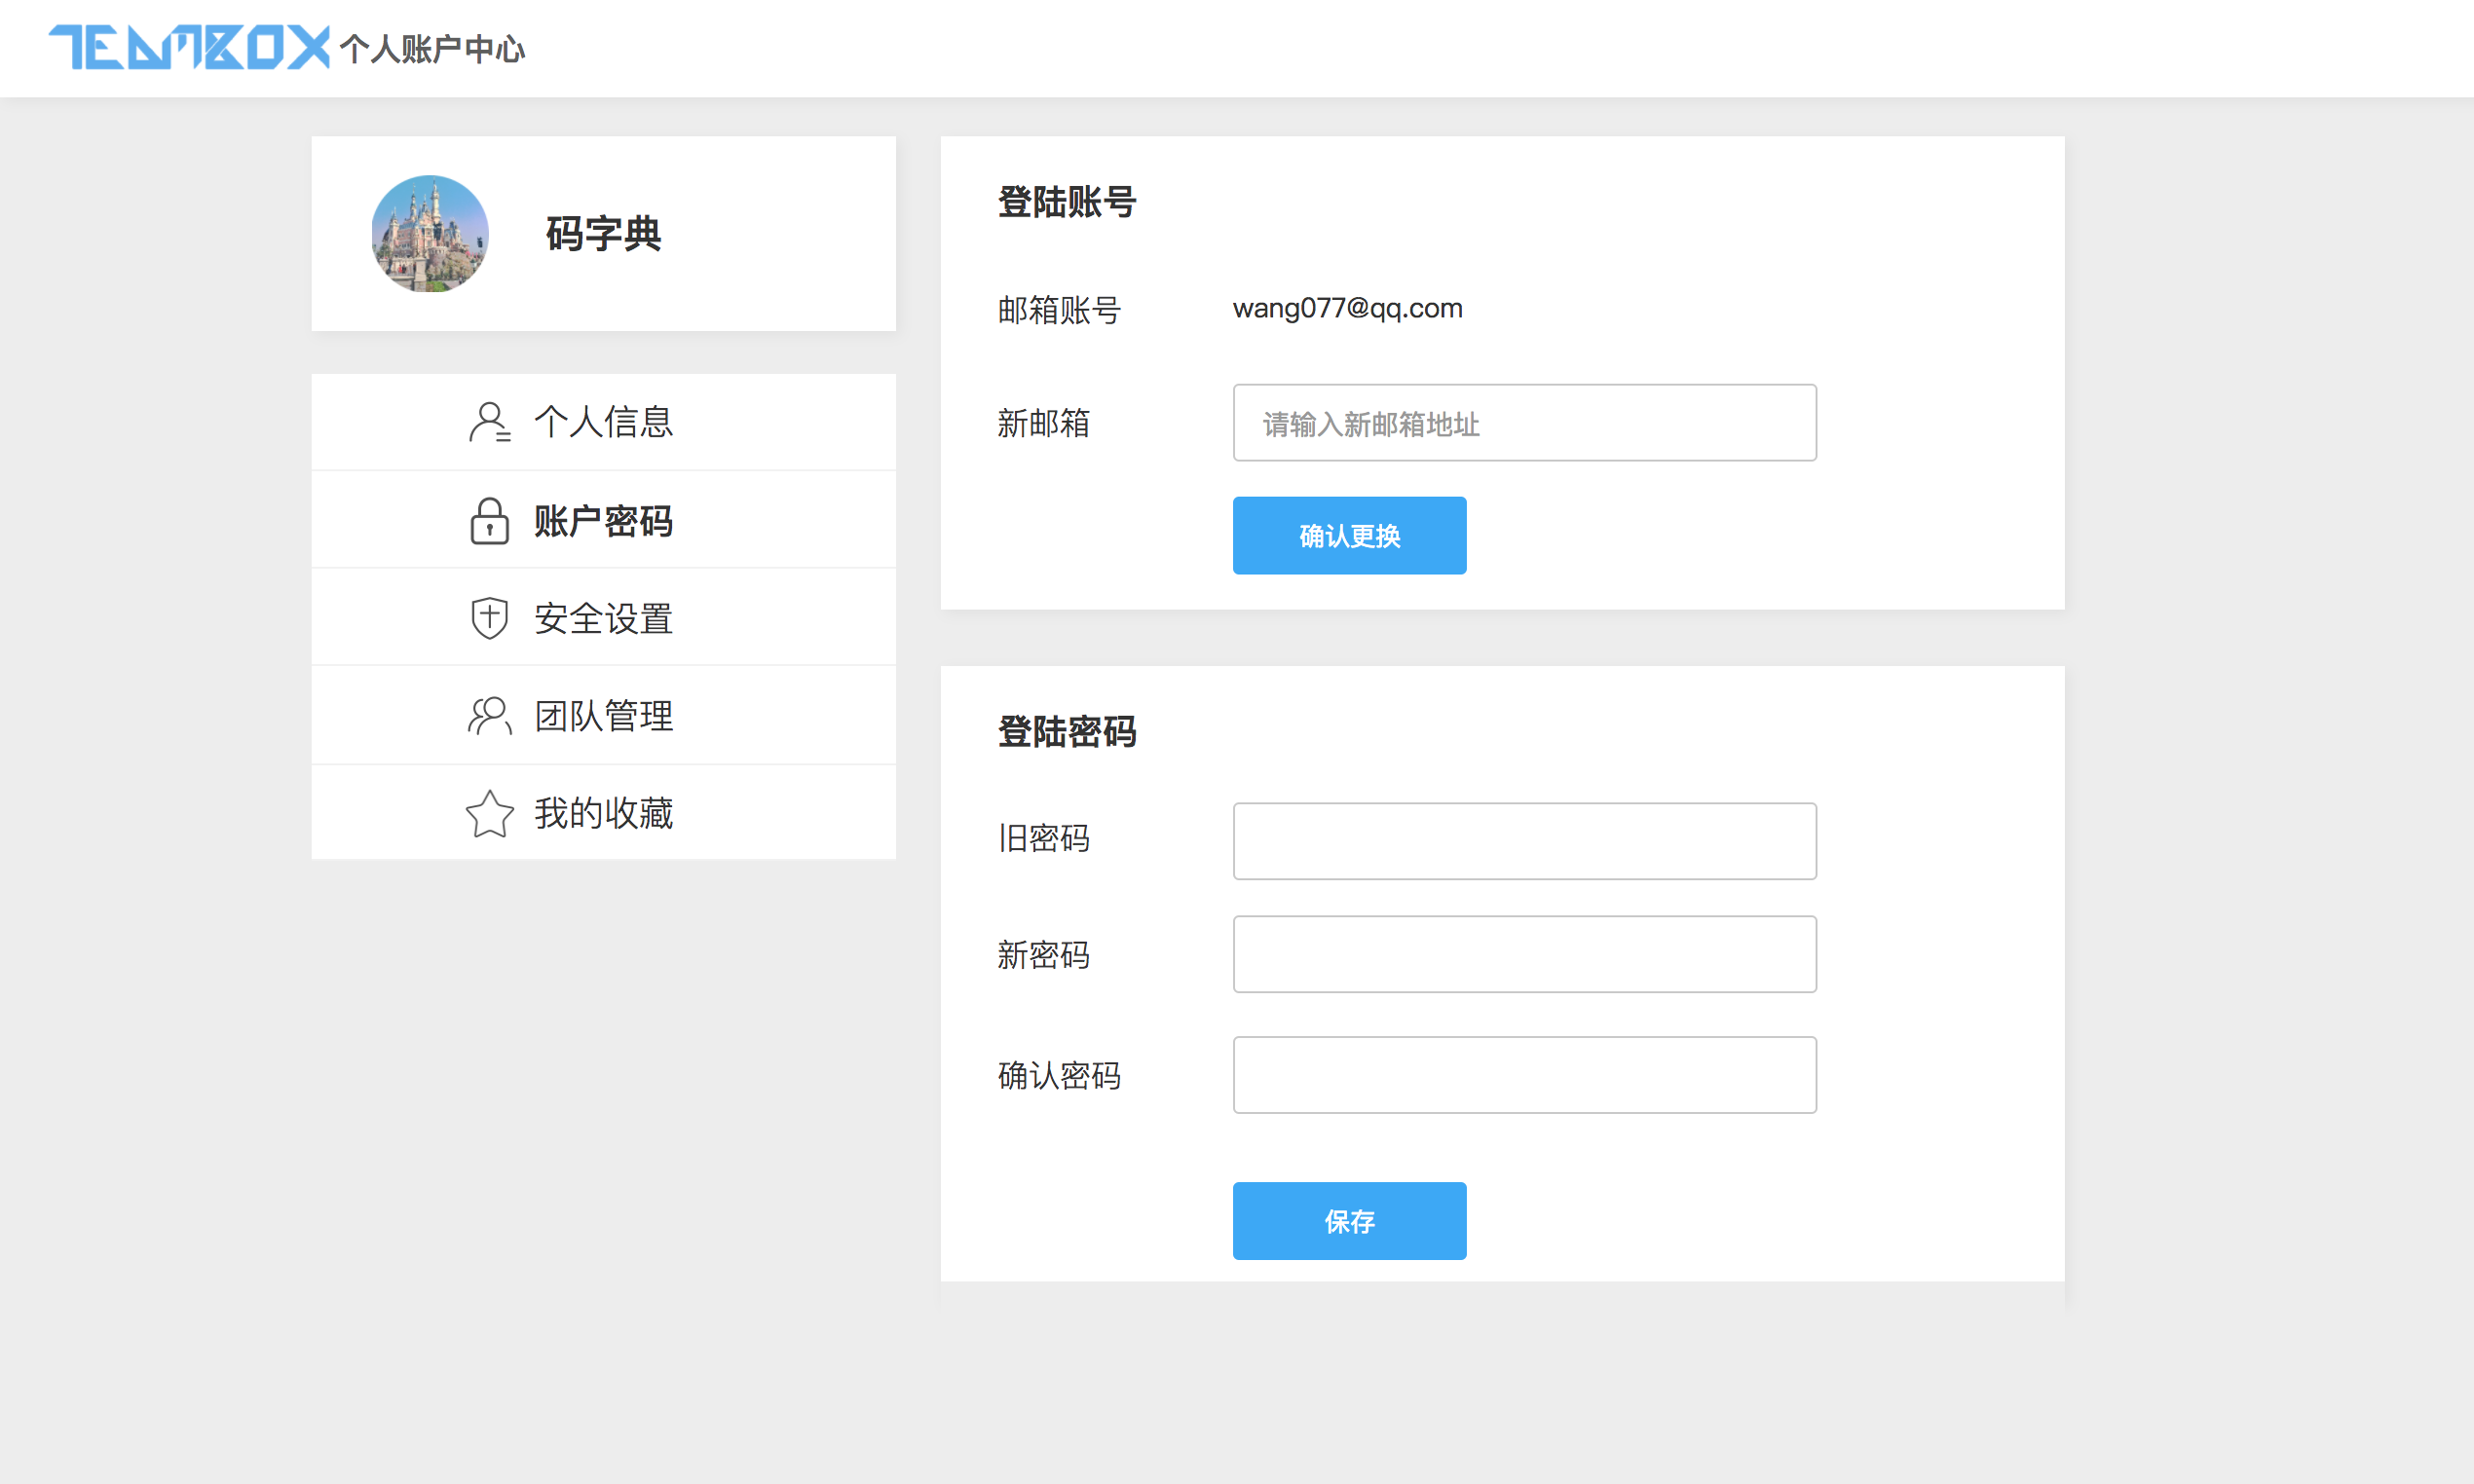 TEAMBOX 个人账户中心
码字典
个人信息
账户密码
安全设置
团队管理
我的收藏
登陆账号
邮箱账号 wang077@qq.com
新邮箱 请输入新邮箱地址
确认更换
登陆密码
旧密码
新密码
确认密码
保存